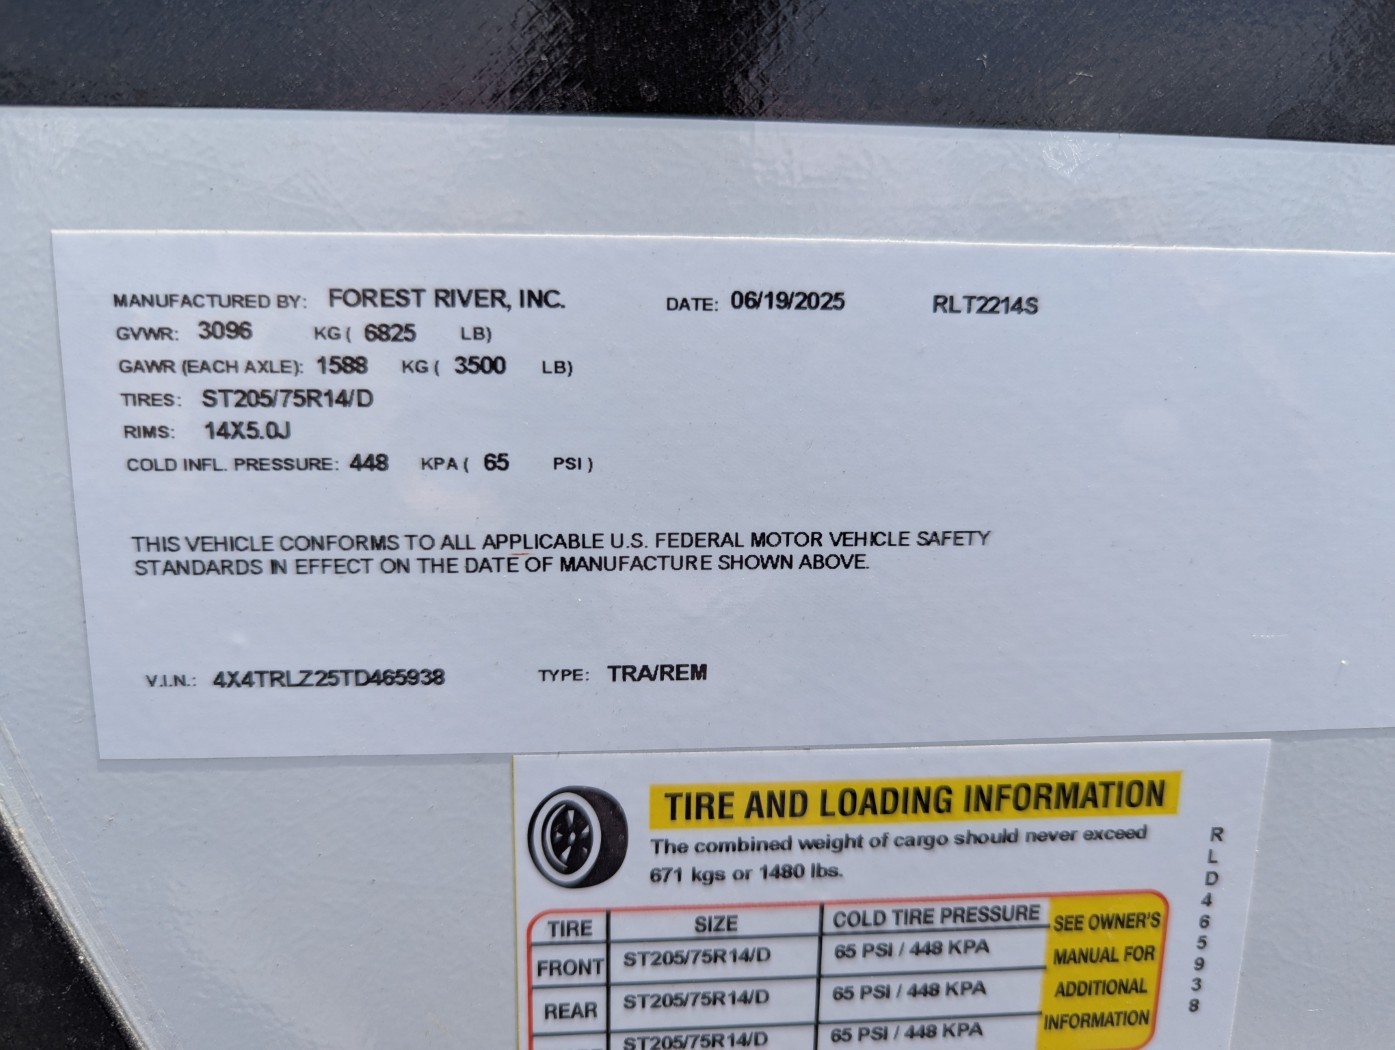 MANUFACTURED BY: FOREST RIVER, INC. DATE: 06/19/2025 RLT2214S
GVWR: 3096 KG ( 6825 LB)
GAWR (EACH AXLE): 1588 KG ( 3500 LB)
TIRES: ST205/75R14/D
RIMS: 14X5.0J
COLD INFL. PRESSURE: 448 KPA ( 65 PSI )
THIS VEHICLE CONFORMS TO ALL APPLICABLE U.S. FEDERAL MOTOR VEHICLE SAFETY
STANDARDS IN EFFECT ON THE DATE OF MANUFACTURE SHOWN ABOVE.
V.I.N.: 4X4TRLZ25TD465938 TYPE: TRA/REM
TIRE AND LOADING INFORMATION
The combined weight of cargo should never exceed
671 kgs or 1480 lbs.
TIRE SIZE COLD TIRE PRESSURE SEE OWNER'S
FRONT ST205/75R14/D 65 PSI / 448 KPA MANUAL FOR
REAR ST205/75R14/D 65 PSI / 448 KPA ADDITIONAL
ST205/75R14/D 65 PSI / 448 KPA INFORMATION
RLD465938